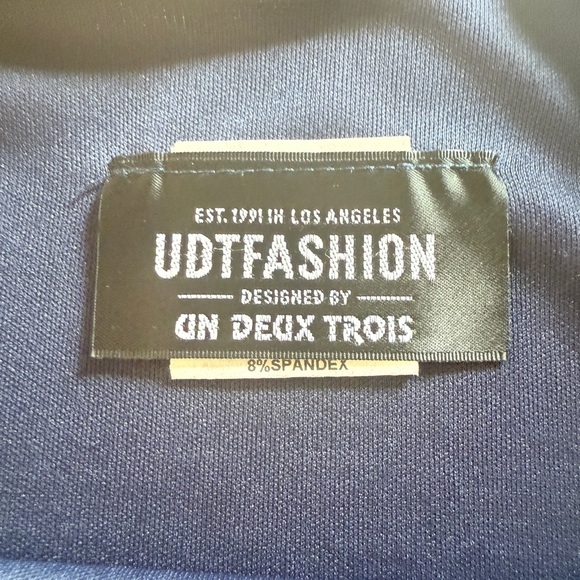 EST. 1991 IN LOS ANGELES
UDTFASHION
DESIGNED BY
UN DEUX TROIS
8%SPANDEX